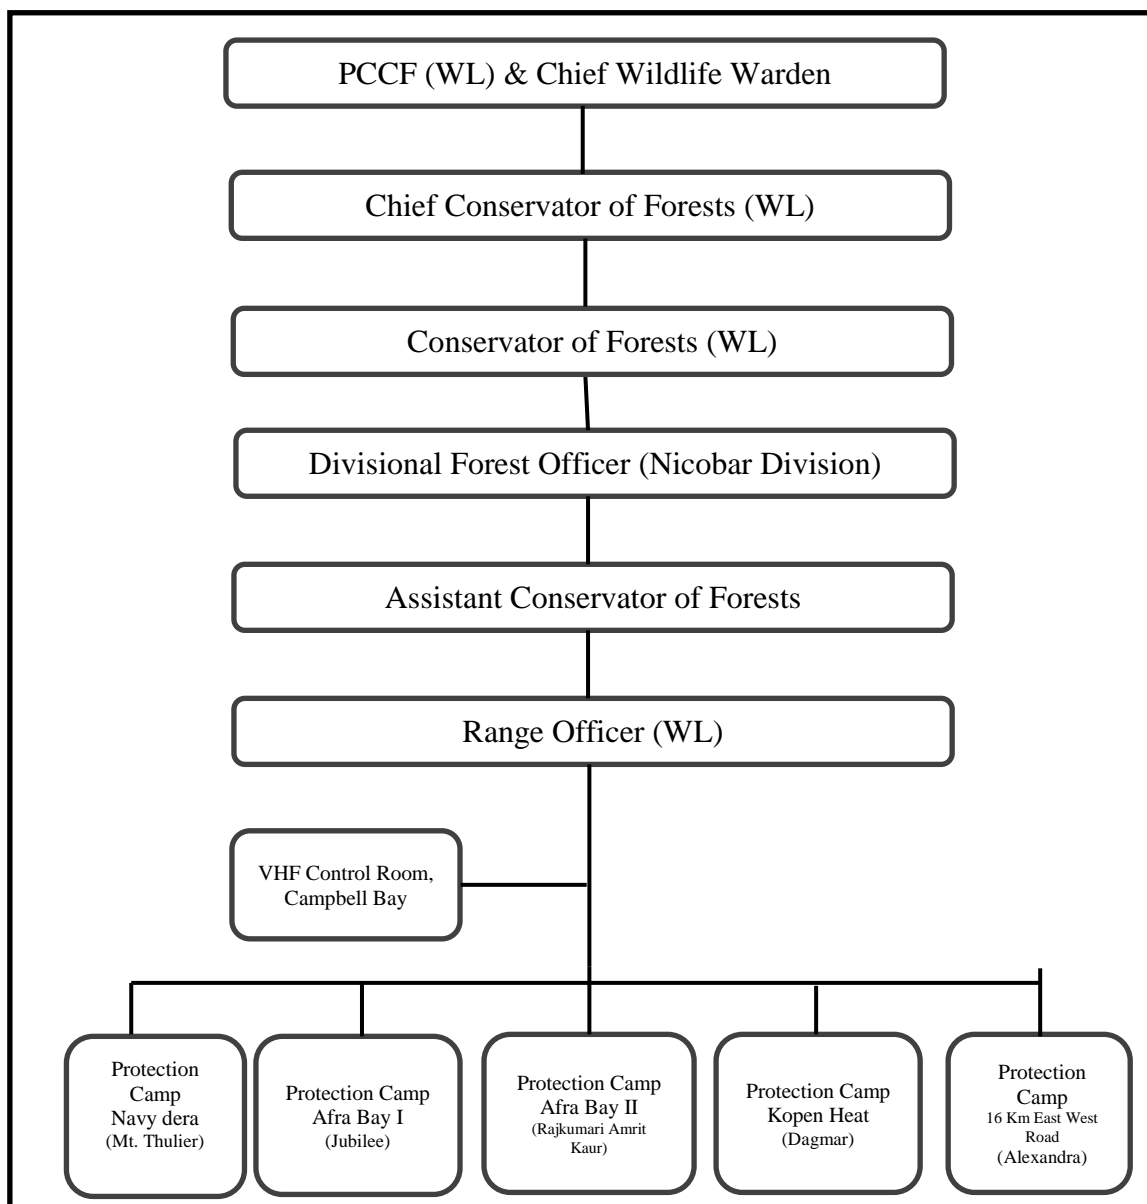 PCCF (WL) & Chief Wildlife Warden
Chief Conservator of Forests (WL)
Conservator of Forests (WL)
Divisional Forest Officer (Nicobar Division)
Assistant Conservator of Forests
Range Officer (WL)
VHF Control Room,
Campbell Bay
Protection
Camp
Navy dera
(Mt. Thulier)
Protection Camp
Afra Bay I
(Jubilee)
Protection Camp
Afra Bay II
(Rajkumari Amrit
Kaur)
Protection Camp
Kopen Heat
(Dagmar)
Protection
Camp
16 Km East West
Road
(Alexandra)